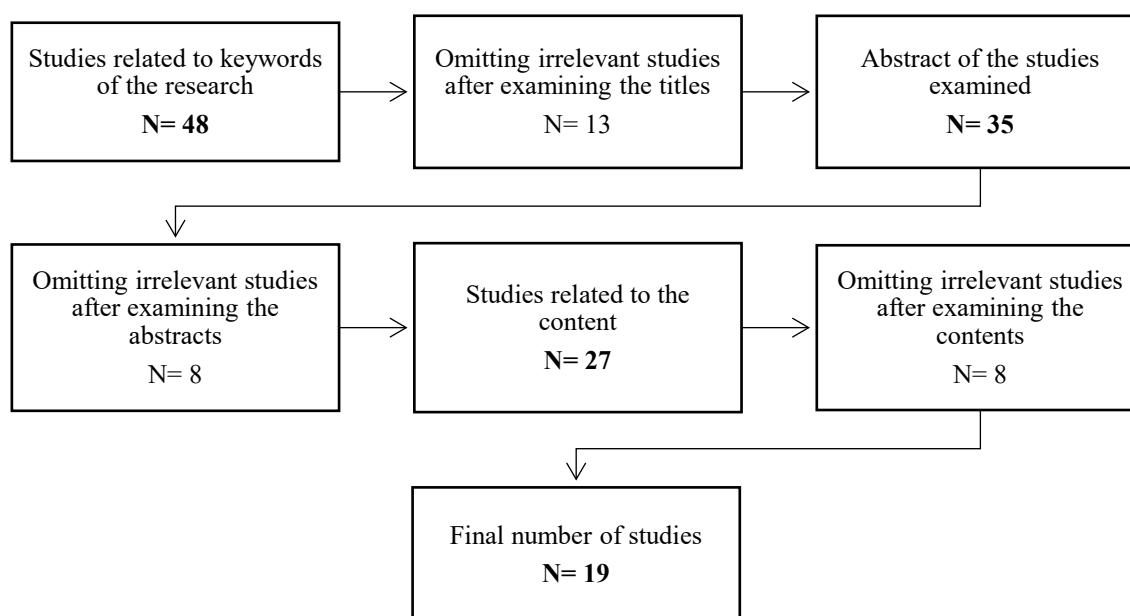 Studies related to keywords
of the research
N= 48
Omitting irrelevant studies
after examining the titles
N= 13
Abstract of the studies
examined
N= 35
Omitting irrelevant studies
after examining the
abstracts
N= 8
Studies related to the
content
N= 27
Omitting irrelevant studies
after examining the
contents
N= 8
Final number of studies
N= 19